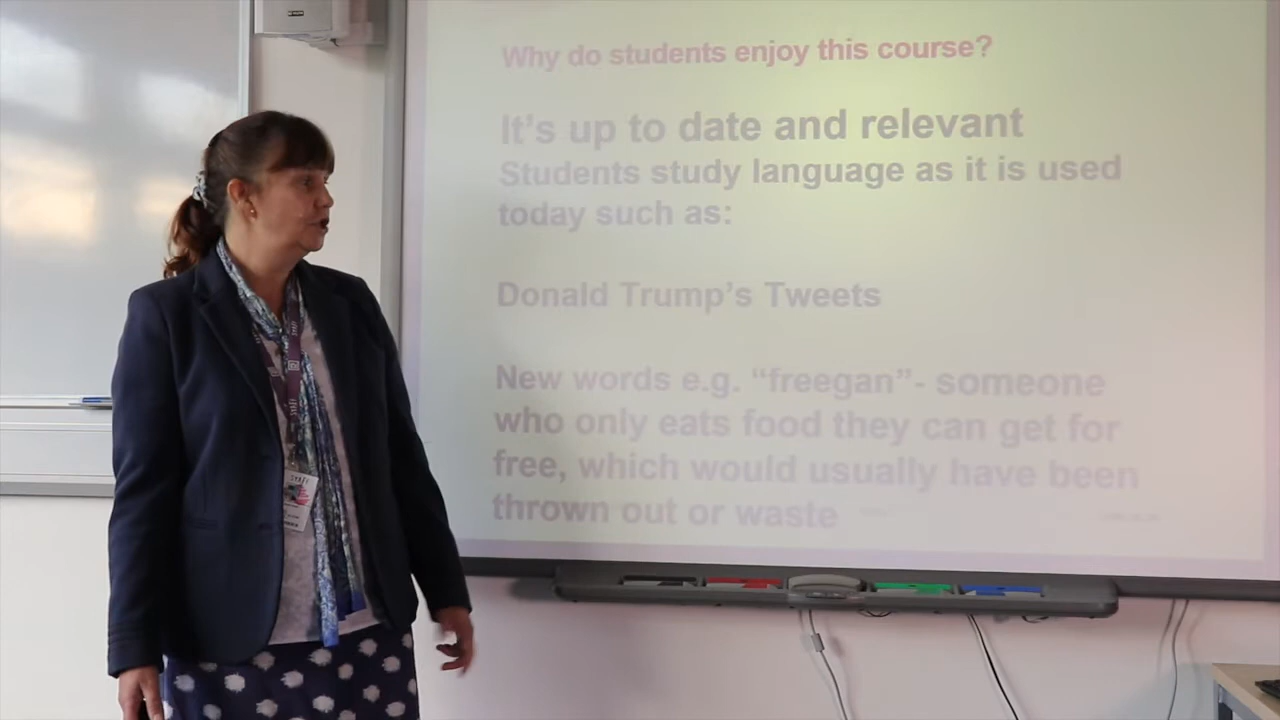 Why do students enjoy this course?
It's up to date and relevant
Students study language as it is used
today such as:
Donald Trump's Tweets
New words e.g. “freegan”- someone
who only eats food they can get for
free, which would usually have been
thrown out or waste
STAFF